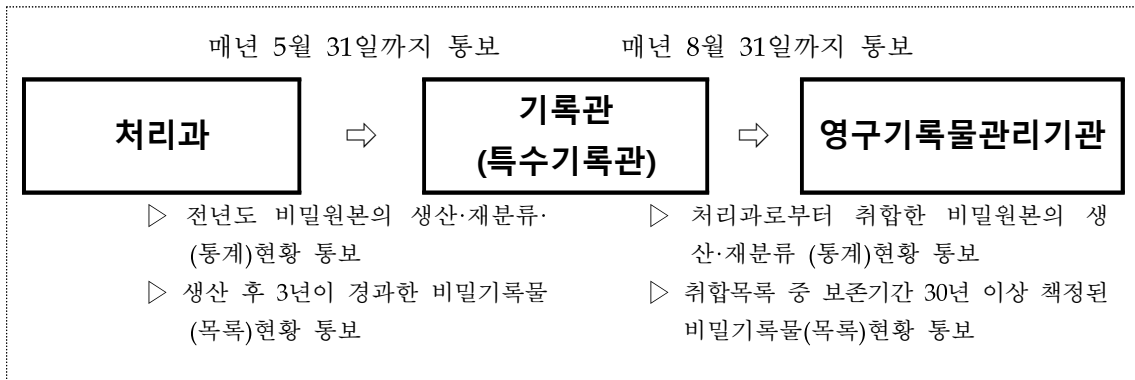 매년 5월 31일까지 통보
매년 8월 31일까지 통보
처리과
⇨
기록관
(특수기록관)
⇨
영구기록물관리기관
▷ 전년도 비밀원본의 생산·재분류·
(통계)현황 통보
▷ 생산 후 3년이 경과한 비밀기록물
(목록)현황 통보
▷ 처리과로부터 취합한 비밀원본의 생
산·재분류 (통계)현황 통보
▷ 취합목록 중 보존기간 30년 이상 책정된
비밀기록물(목록)현황 통보